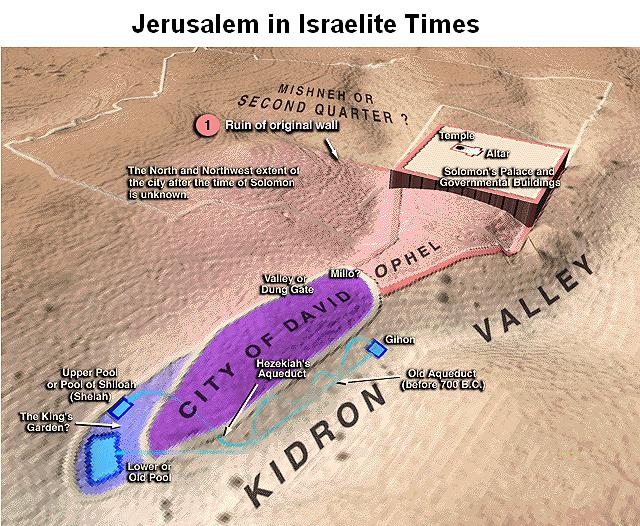 Jerusalem in Israelite Times
MISHNEH OR
SECOND QUARTER ?
1 Ruin of original wall
Temple
Altar
The North and Northwest extent of
the city after the time of Solomon
is unknown.
Solomon's Palace and
Governmental Buildings
OPHEL
Millo?
Valley or
Dung Gate
VALLEY
CITY OF DAVID
Gihon
Hezekiah's
Aqueduct
Old Aqueduct
(before 700 B.C.)
Upper Pool
or Pool of Shiloah
(Shelah)
The King's
Garden?
KIDRON
Lower or
Old Pool